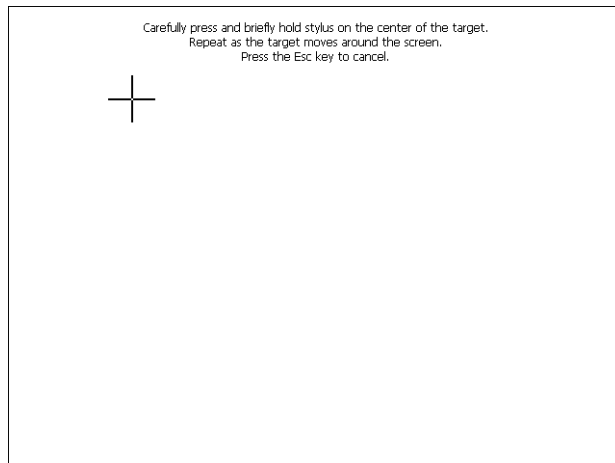 Carefully press and briefly hold stylus on the center of the target.
Repeat as the target moves around the screen.
Press the Esc key to cancel.